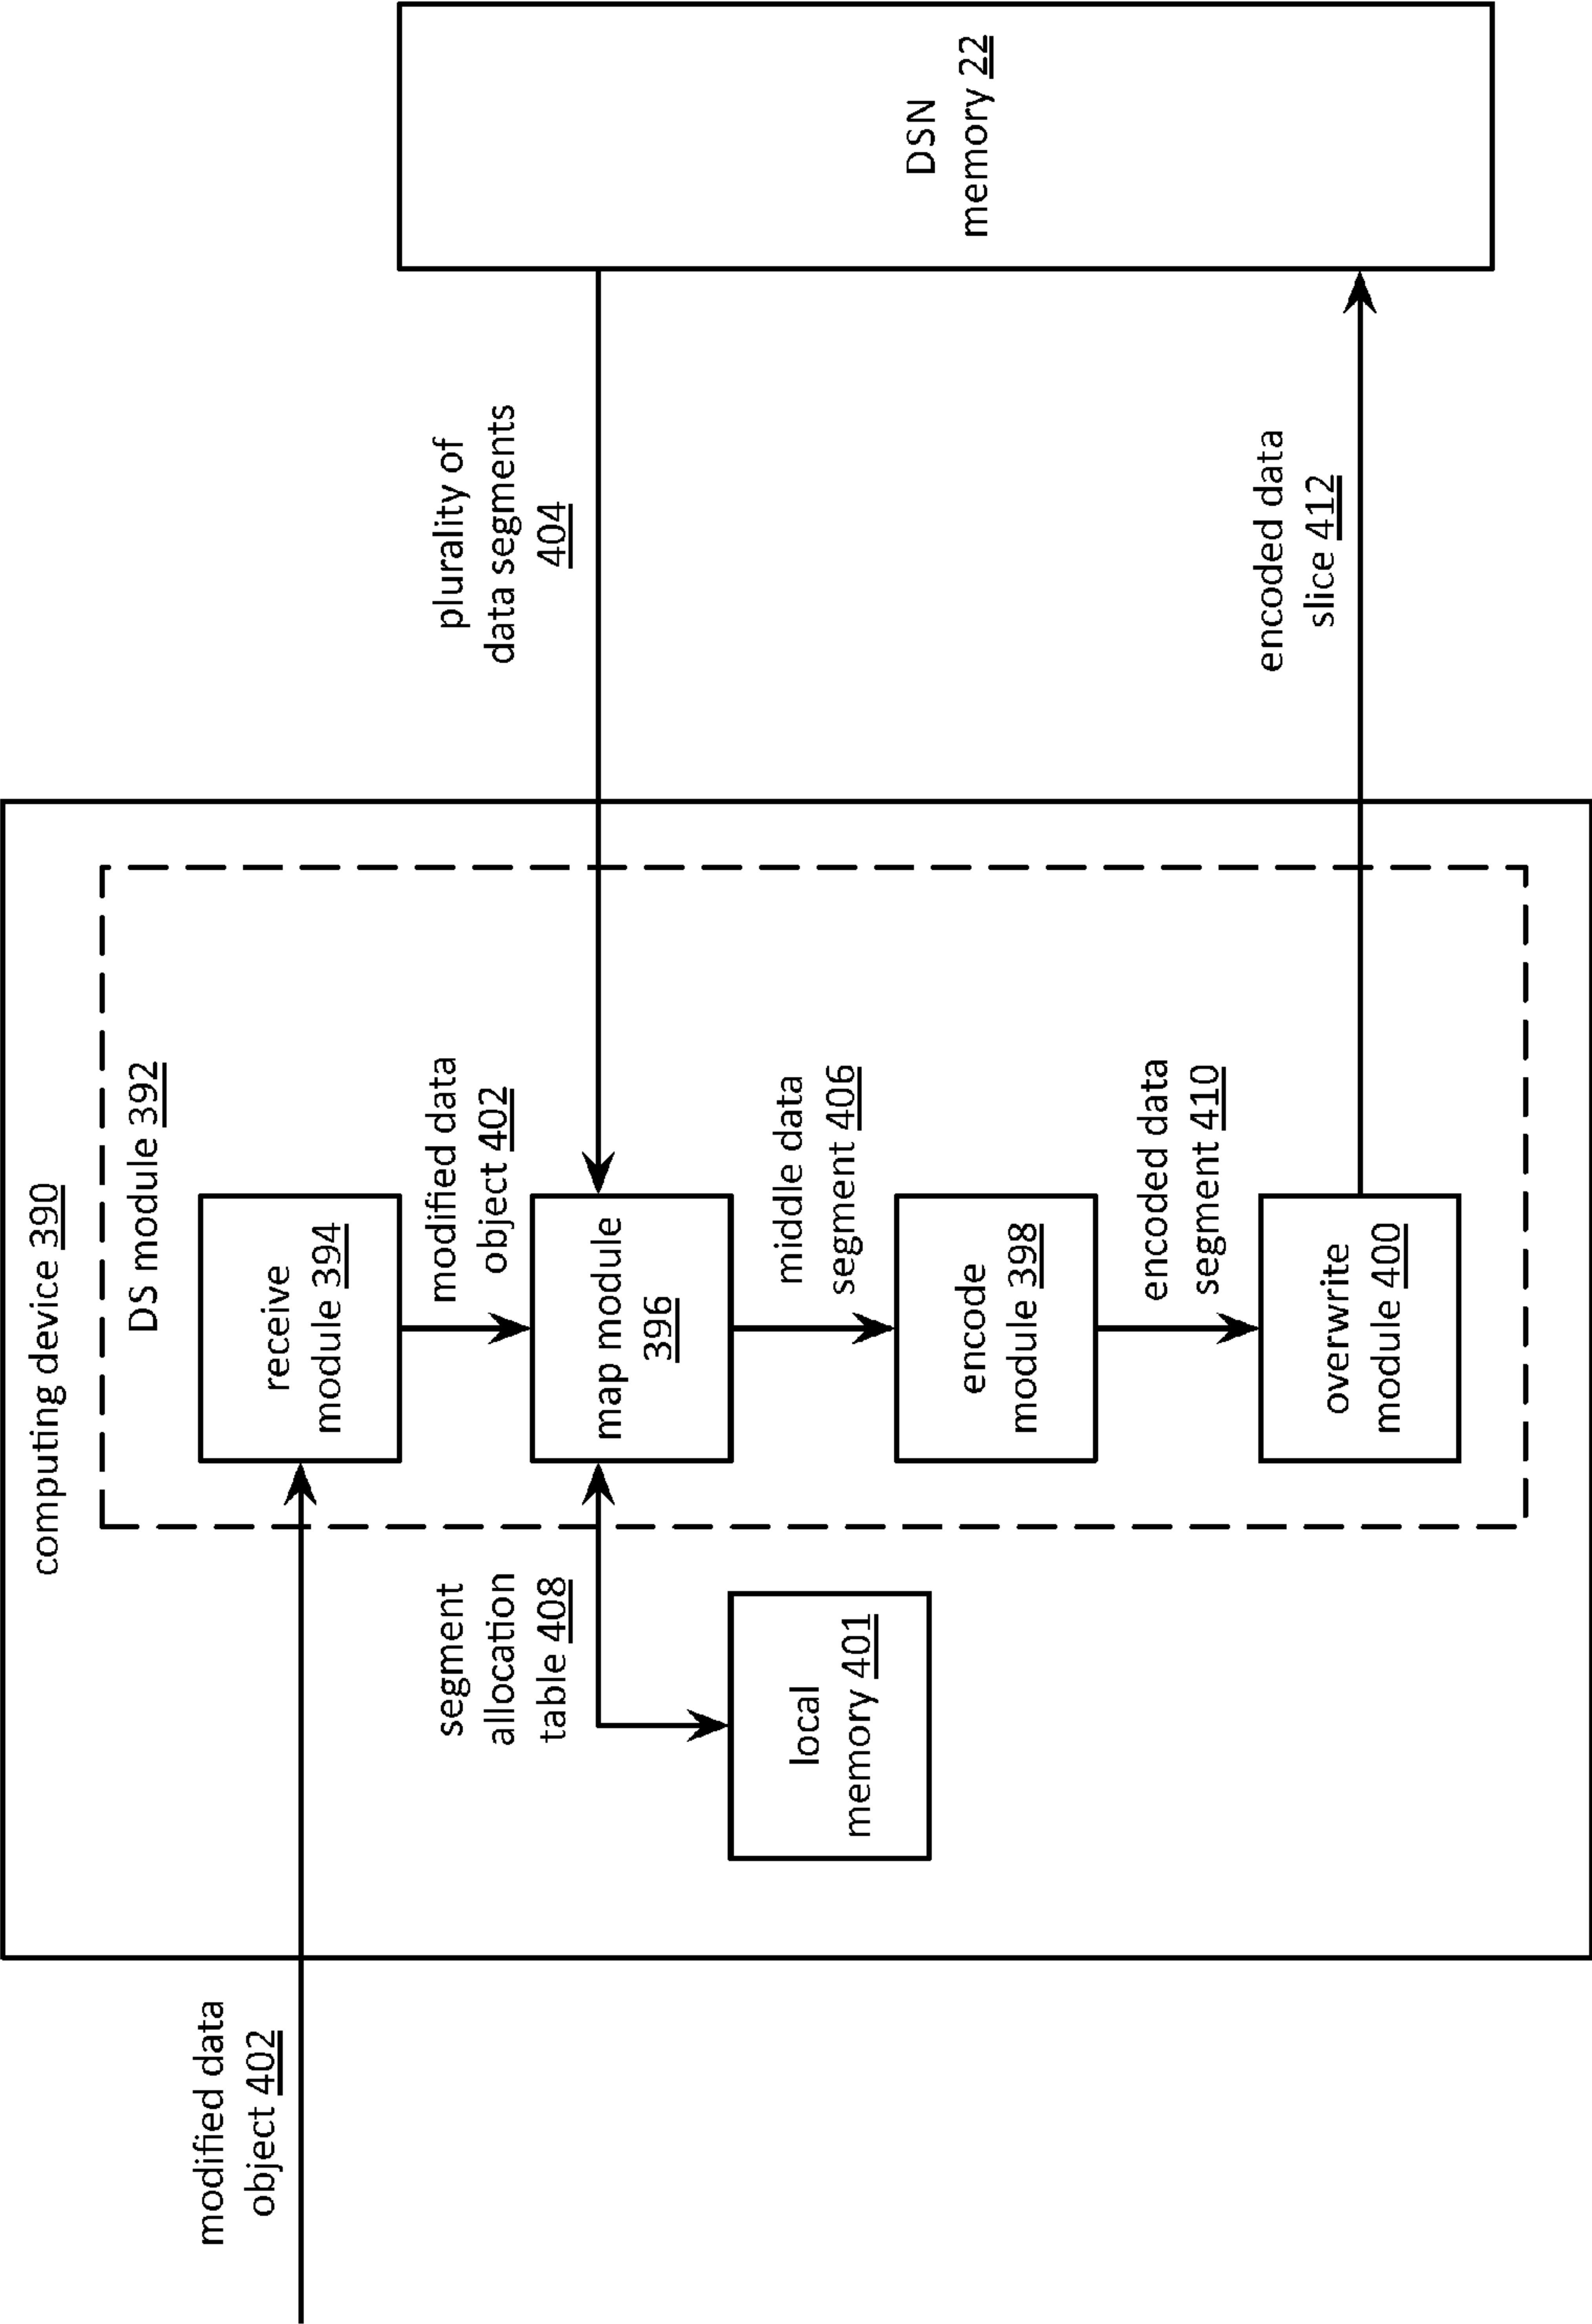 computing device 390
DS module 392
modified data
object 402
receive
module 394
modified data
object 402
segment
allocation
table 408
map module
396
plurality of
data segments
404
DSN
memory 22
local
memory 401
middle data
segment 406
encode
module 398
encoded data
segment 410
overwrite
module 400
encoded data
slice 412